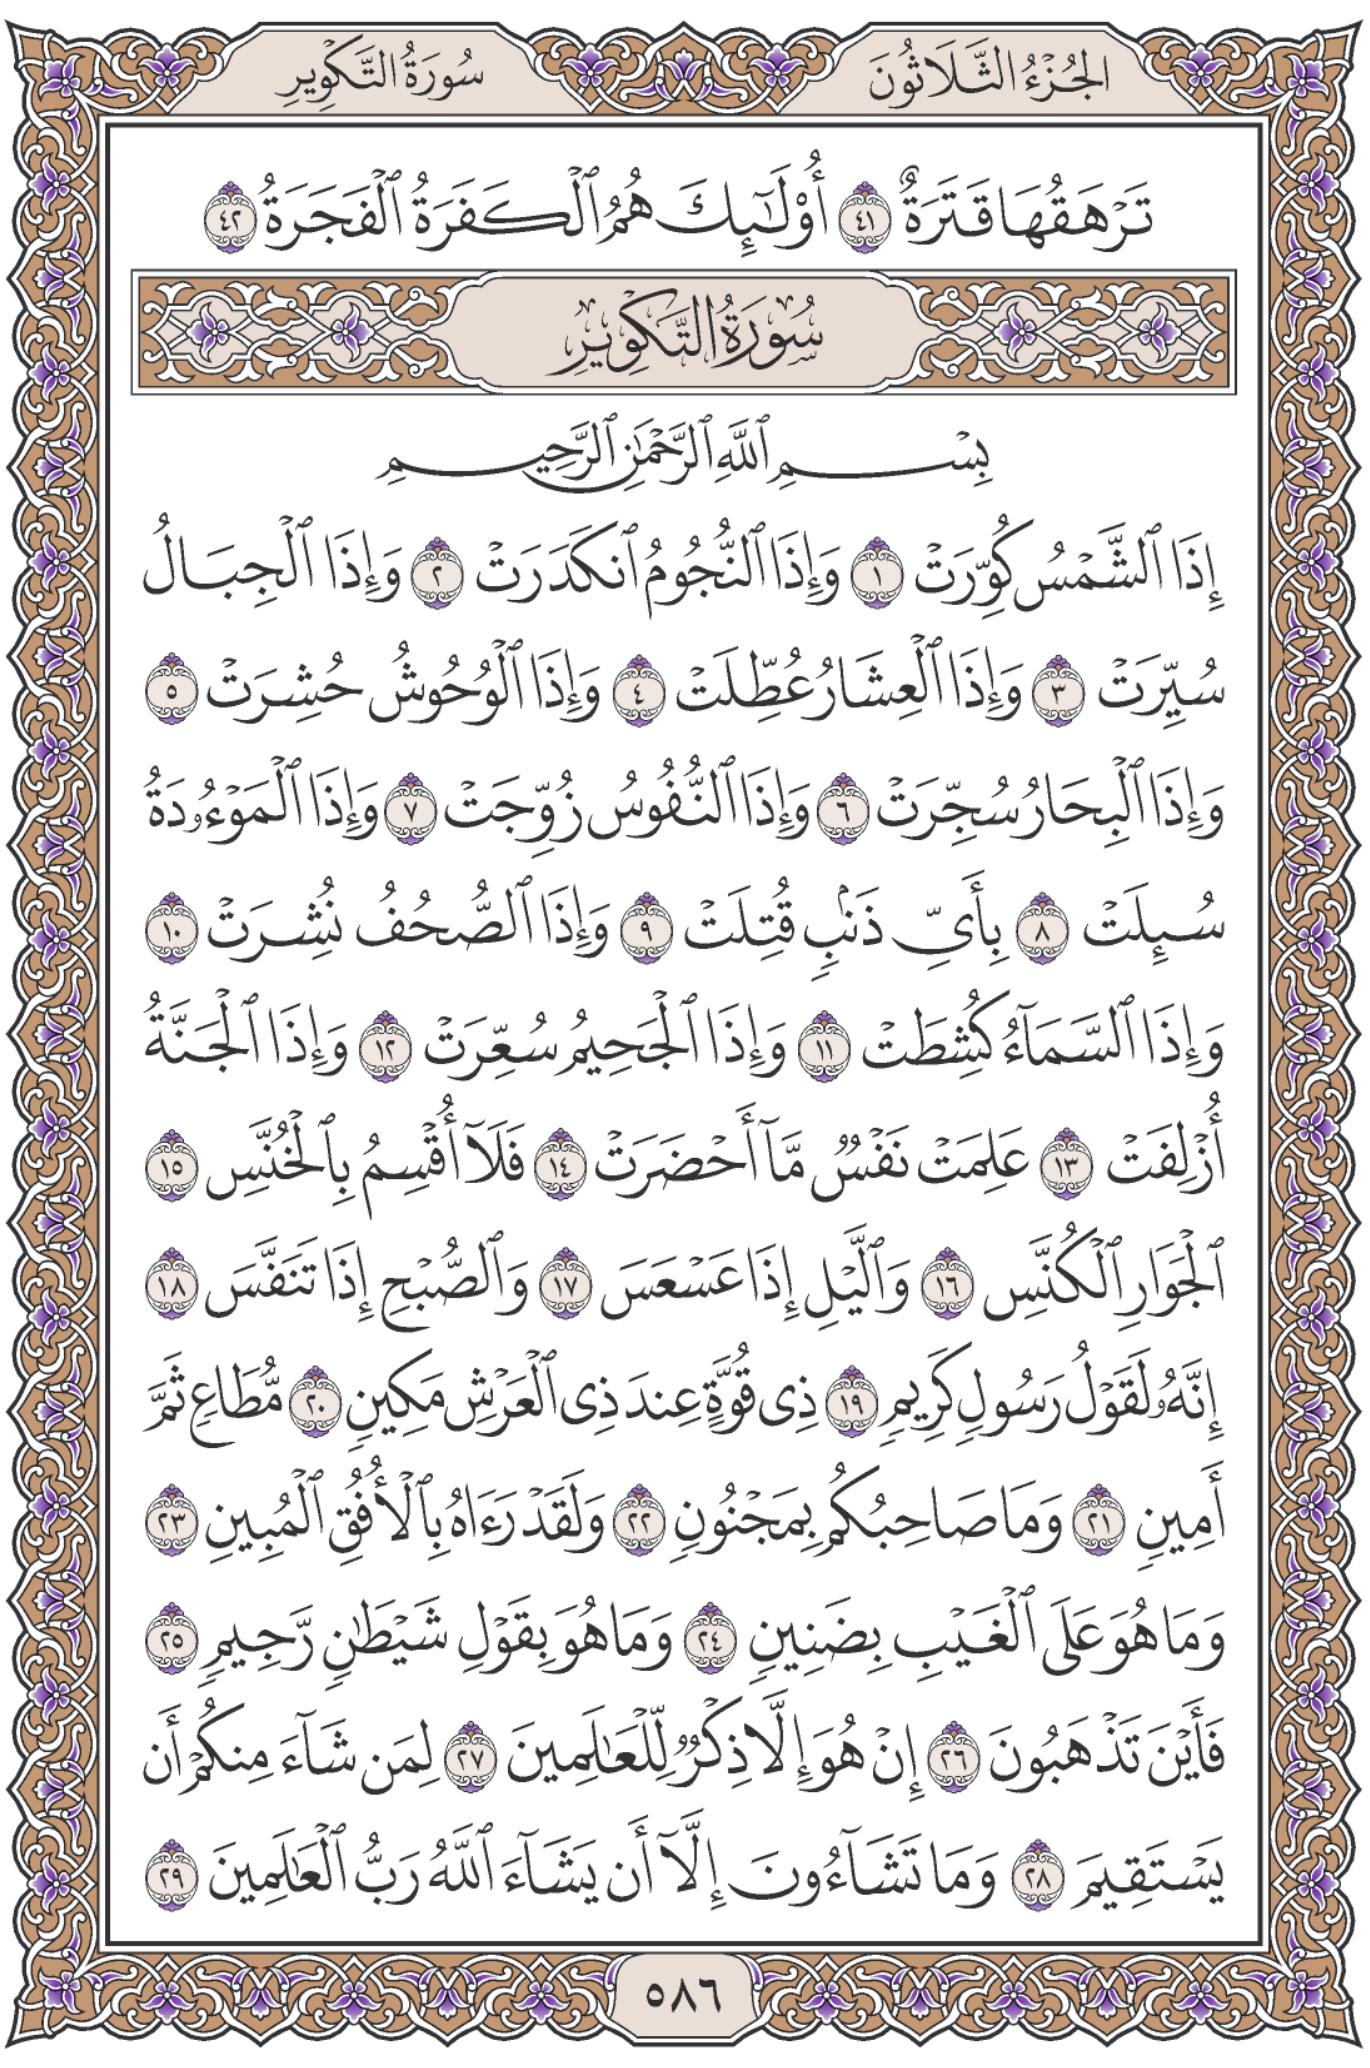 الجُزْءُ الثَّلَاثُونَ
سُورَةُ التَّكْوِيرِ
تَرْهَقُهَا قَتَرَةٌ ٤١ أُوْلَٰٓئِكَ هُمُ ٱلْكَفَرَةُ ٱلْفَجَرَةُ ٤٢
سُورَةُ التَّكْوِيرِ
بِسْمِ ٱللَّهِ ٱلرَّحْمَٰنِ ٱلرَّحِيمِ
إِذَا ٱلشَّمْسُ كُوِّرَتْ ١ وَإِذَا ٱلنُّجُومُ ٱنكَدَرَتْ ٢ وَإِذَا ٱلْجِبَالُ
سُيِّرَتْ ٣ وَإِذَا ٱلْعِشَارُ عُطِّلَتْ ٤ وَإِذَا ٱلْوُحُوشُ حُشِرَتْ ٥
وَإِذَا ٱلْبِحَارُ سُجِّرَتْ ٦ وَإِذَا ٱلنُّفُوسُ زُوِّجَتْ ٧ وَإِذَا ٱلْمَوْءُۥدَةُ
سُئِلَتْ ٨ بِأَىِّ ذَنۢبٍ قُتِلَتْ ٩ وَإِذَا ٱلصُّحُفُ نُشِرَتْ ١٠
وَإِذَا ٱلسَّمَآءُ كُشِطَتْ ١١ وَإِذَا ٱلْجَحِيمُ سُعِّرَتْ ١٢ وَإِذَا ٱلْجَنَّةُ
أُزْلِفَتْ ١٣ عَلِمَتْ نَفْسٌ مَّآ أَحْضَرَتْ ١٤ فَلَآ أُقْسِمُ بِٱلْخُنَّسِ ١٥
ٱلْجَوَارِ ٱلْكُنَّسِ ١٦ وَٱلَّيْلِ إِذَا عَسْعَسَ ١٧ وَٱلصُّبْحِ إِذَا تَنَفَّسَ ١٨
إِنَّهُۥ لَقَوْلُ رَسُولٍ كَرِيمٍ ١٩ ذِى قُوَّةٍ عِندَ ذِى ٱلْعَرْشِ مَكِينٍ ٢٠ مُّطَاعٍ ثَمَّ
أَمِينٍ ٢١ وَمَا صَاحِبُكُم بِمَجْنُونٍ ٢٢ وَلَقَدْ رَءَاهُ بِٱلْأُفُقِ ٱلْمُبِينِ ٢٣
وَمَا هُوَ عَلَى ٱلْغَيْبِ بِضَنِينٍ ٢٤ وَمَا هُوَ بِقَوْلِ شَيْطَٰنٍ رَّجِيمٍ ٢٥
فَأَيْنَ تَذْهَبُونَ ٢٦ إِنْ هُوَ إِلَّا ذِكْرٌ لِّلْعَٰلَمِينَ ٢٧ لِمَن شَآءَ مِنكُمْ أَن
يَسْتَقِيمَ ٢٨ وَمَا تَشَآءُونَ إِلَّآ أَن يَشَآءَ ٱللَّهُ رَبُّ ٱلْعَٰلَمِينَ ٢٩
٥٨٦